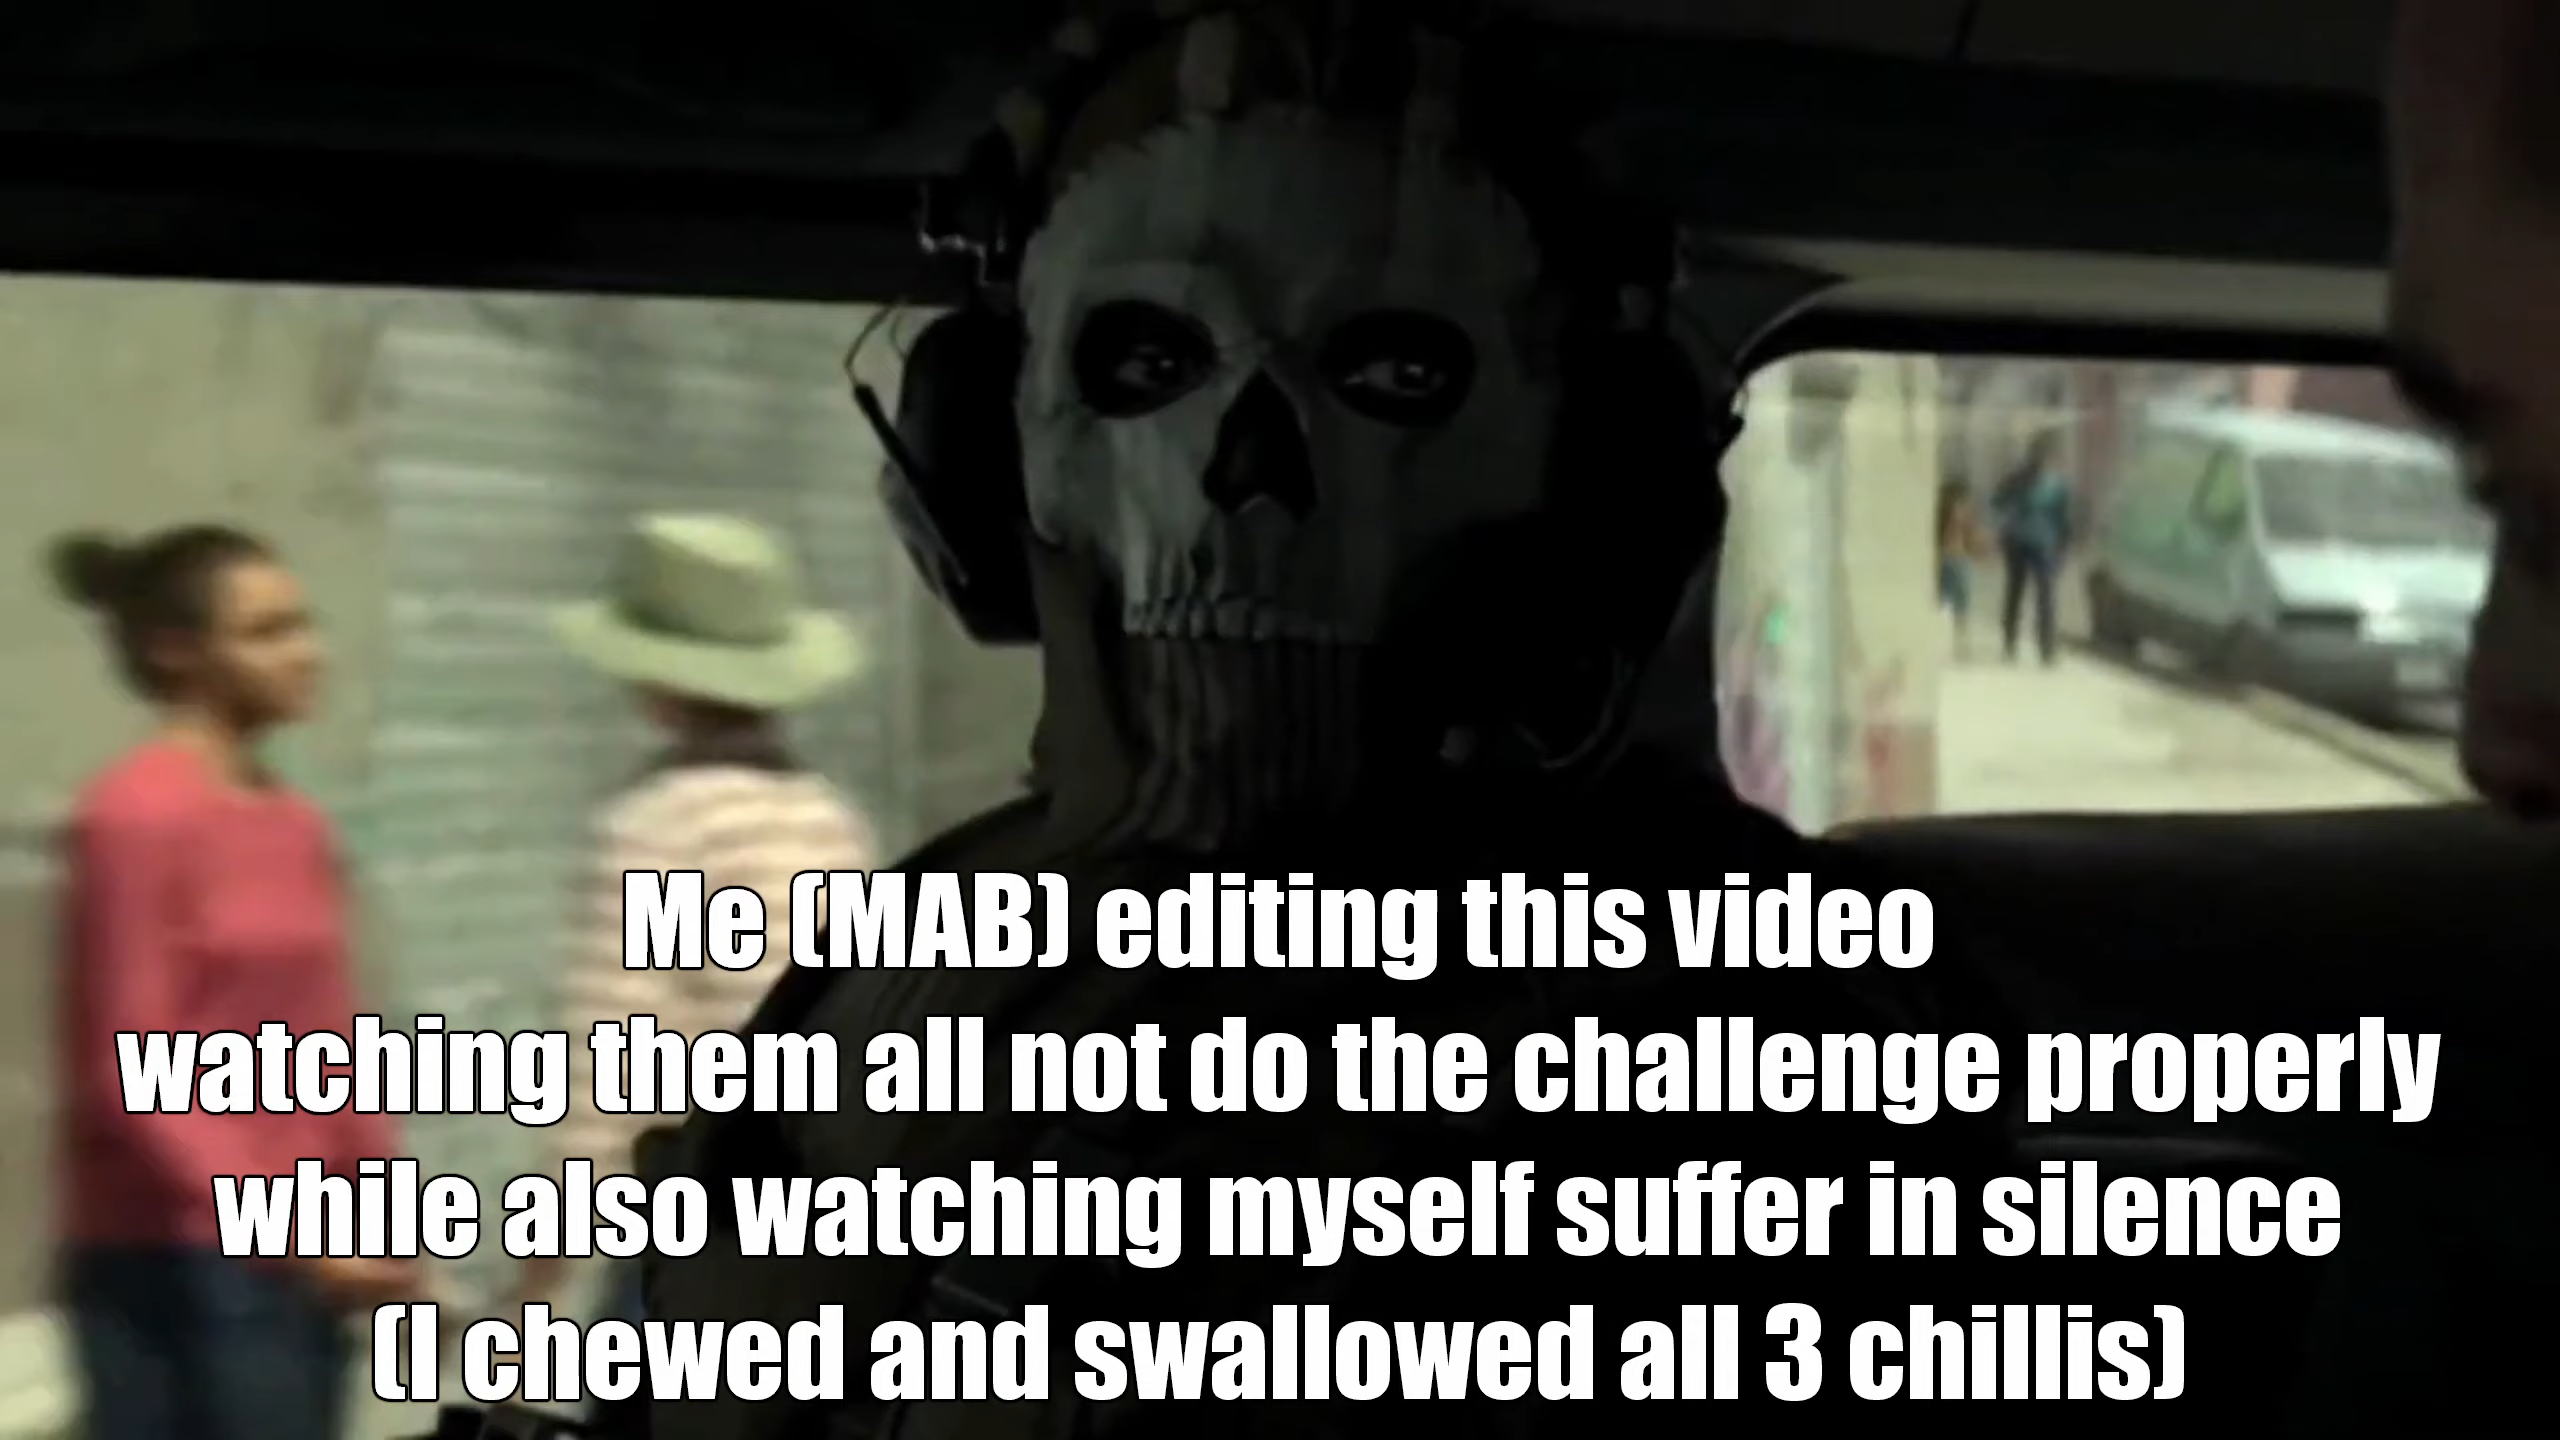 Me (MAB) editing this video
watching them all not do the challenge properly
while also watching myself suffer in silence
(I chewed and swallowed all 3 chillis)